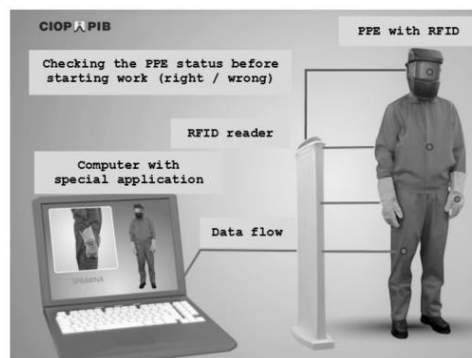 CIOP PIB
PPE with RFID
Checking the PPE status before
starting work (right / wrong)
RFID reader
Computer with
special application
Data flow
SPRAWNA